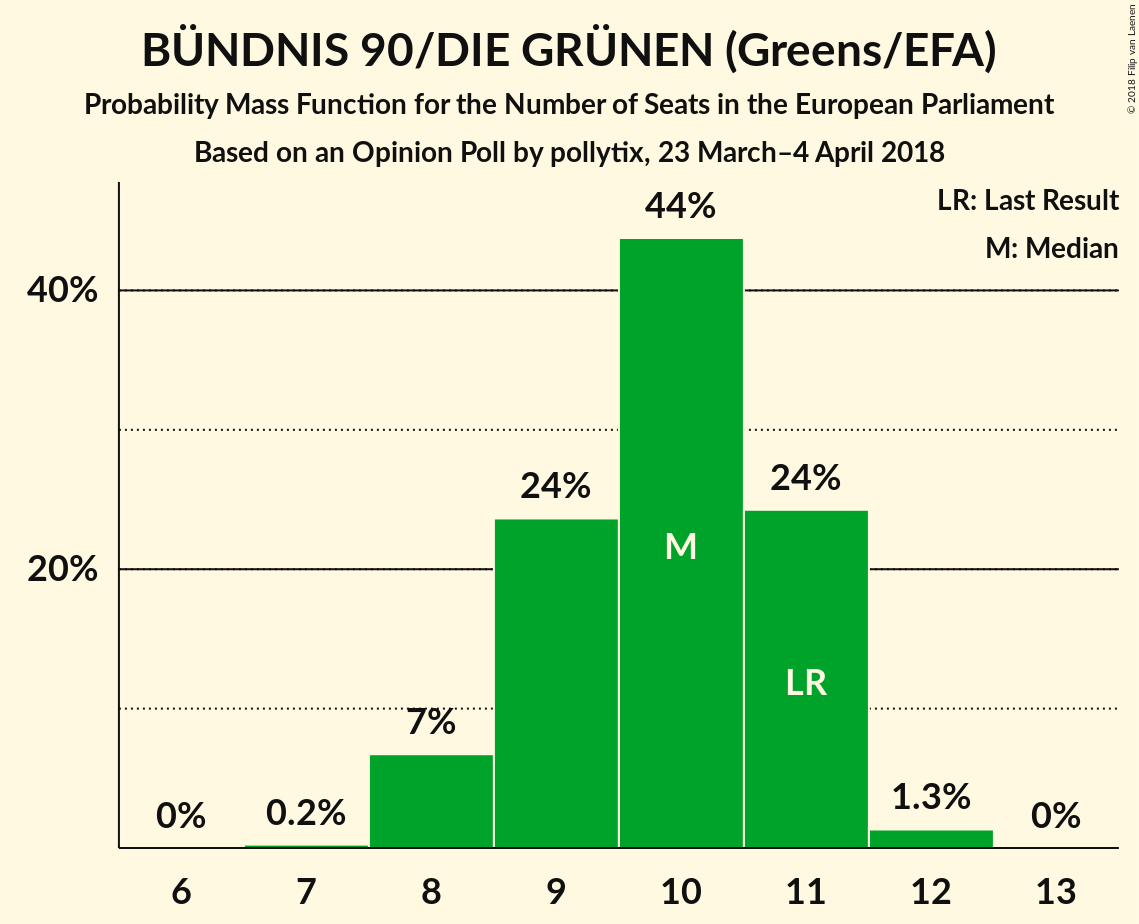 BÜNDNIS 90/DIE GRÜNEN (Greens/EFA)
Probability Mass Function for the Number of Seats in the European Parliament
Based on an Opinion Poll by pollytix, 23 March–4 April 2018
© 2018 Filip van Laenen
LR: Last Result
M: Median
40%
20%
0%
0.2%
7%
24%
44%
24%
1.3%
0%
M
LR
6 7 8 9 10 11 12 13